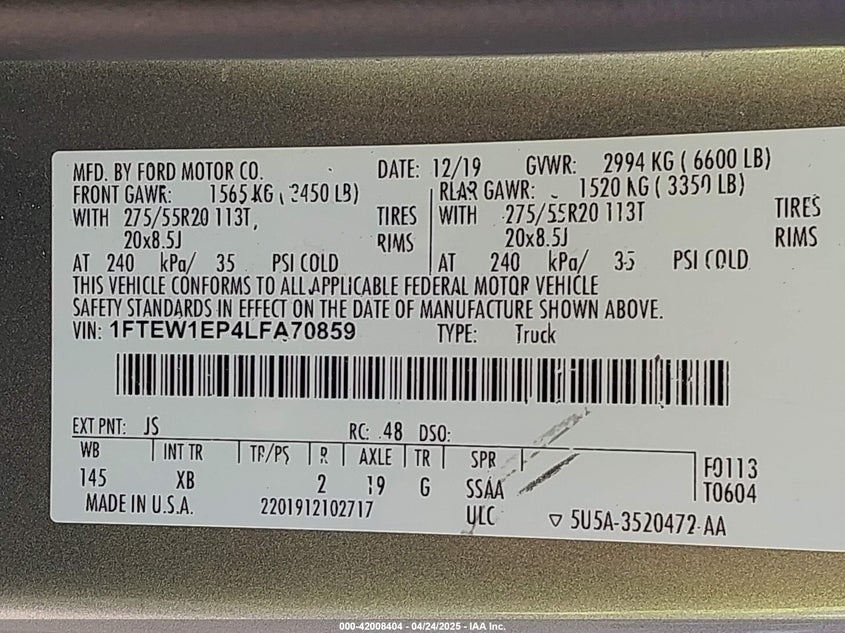 MFD. BY FORD MOTOR CO. DATE: 12/19 GVWR: 2994 KG ( 6600 LB)
FRONT GAWR: 1565 KG ( 3450 LB) REAR GAWR: 1520 KG ( 3350 LB)
WITH 275/55R20 113T, TIRES WITH 275/55R20 113T TIRES
20x8.5J RIMS 20x8.5J RIMS
AT 240 kPa/ 35 PSI COLD AT 240 kPa/ 35 PSI COLD
THIS VEHICLE CONFORMS TO ALL APPLICABLE FEDERAL MOTOR VEHICLE
SAFETY STANDARDS IN EFFECT ON THE DATE OF MANUFACTURE SHOWN ABOVE.
VIN: 1FTEW1EP4LFA70859 TYPE: Truck
EXT PNT: JS RC: 48 DSO:
WB INT TR TP/PS R AXLE TR SPR
145 XB 2 19 G SSAA
F0113
T0604
MADE IN U.S.A. 2201912102717 ULC ▽ 5U5A-3520472-AA
000-42008404 - 04/24/2025 - IAA Inc.